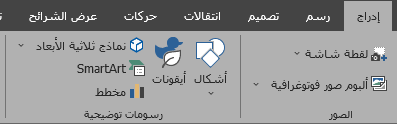 إدراج رسم تصميم انتقالات حركات عرض الشرائح
لقطة شاشة
ألبوم صور فوتوغرافية
الصور
أشكال
أيقونات
نماذج ثلاثية الأبعاد
SmartArt
مخطط
رسومات توضيحية